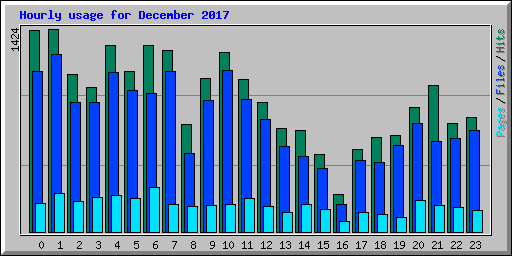 Hourly usage for December 2017
1424
Pages/Files/Hits
0 1 2 3 4 5 6 7 8 9 10 11 12 13 14 15 16 17 18 19 20 21 22 23